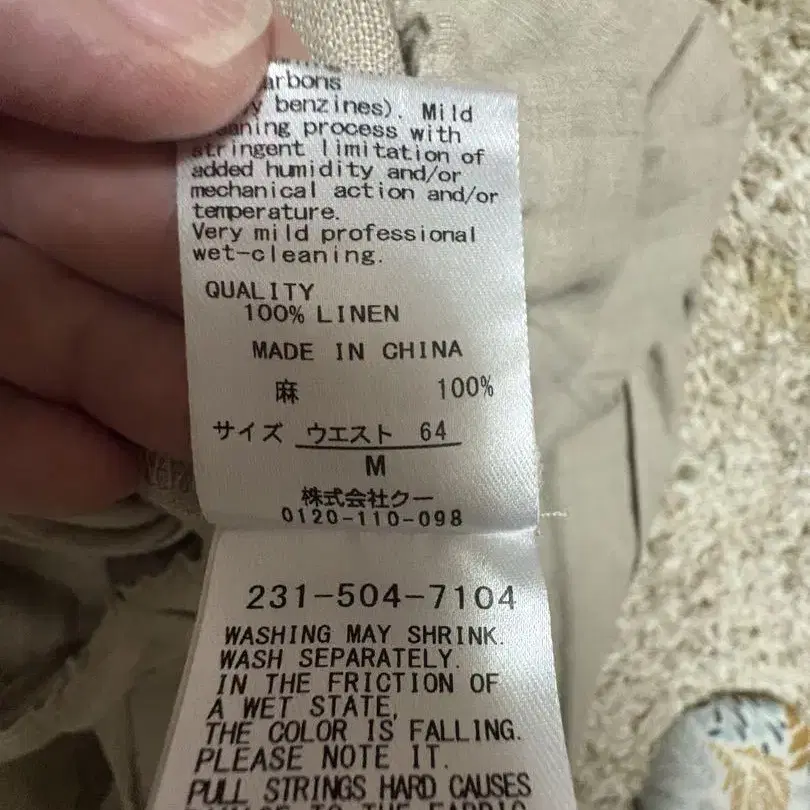 benzines). Mild
process with
stringent limitation of
added humidity and/or
mechanical action and/or
temperature.
Very mild professional
wet-cleaning.
QUALITY
100% LINEN
MADE IN CHINA
麻 100%
サイズ ウエスト 64
M
株式会社クー
0120-110-098
231-504-7104
WASHING MAY SHRINK.
WASH SEPARATELY.
IN THE FRICTION OF
A WET STATE,
THE COLOR IS FALLING.
PLEASE NOTE IT.
PULL STRINGS HARD CAUSES